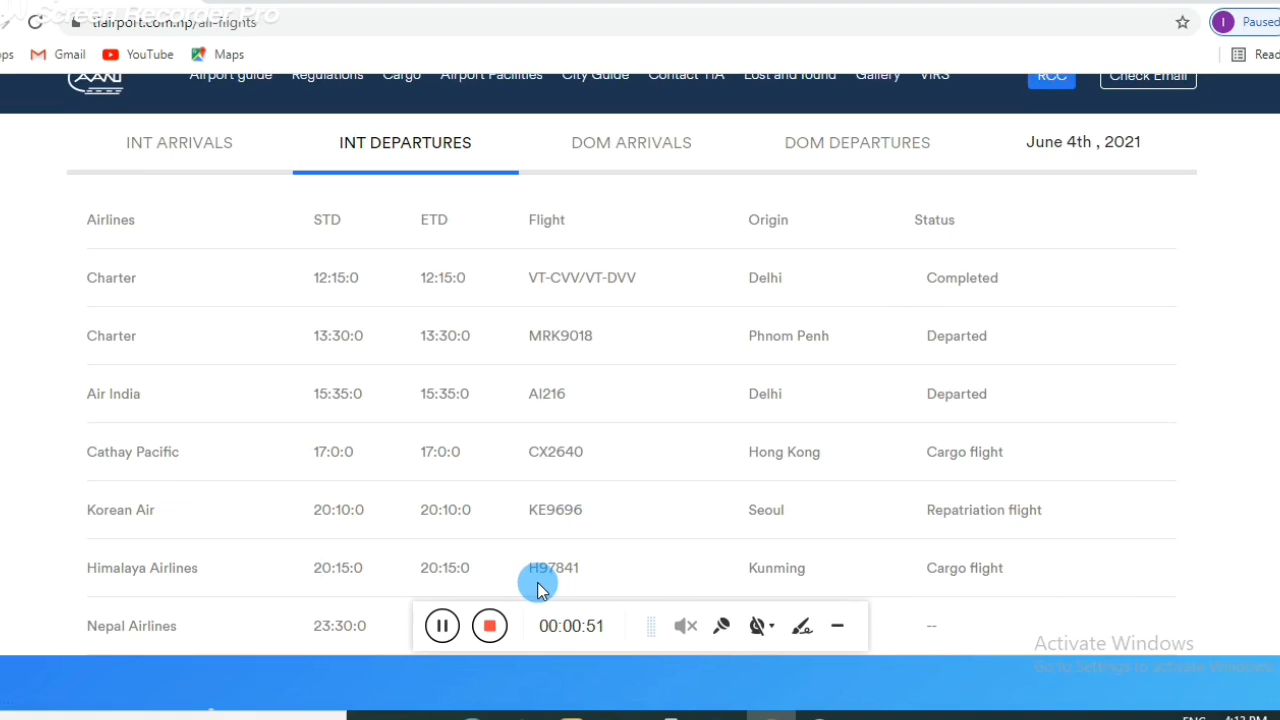 Screen Recorder Pro
tiairport.com.np/all-flights
Paused
ps Gmail YouTube Maps Read
Airport guide Regulations Cargo Airport Facilities City Guide Contact TIA Lost and found Gallery VIRS RCC Check Email
INT ARRIVALS INT DEPARTURES DOM ARRIVALS DOM DEPARTURES June 4th , 2021
Airlines STD ETD Flight Origin Status
Charter 12:15:0 12:15:0 VT-CVV/VT-DVV Delhi Completed
Charter 13:30:0 13:30:0 MRK9018 Phnom Penh Departed
Air India 15:35:0 15:35:0 AI216 Delhi Departed
Cathay Pacific 17:0:0 17:0:0 CX2640 Hong Kong Cargo flight
Korean Air 20:10:0 20:10:0 KE9696 Seoul Repatriation flight
Himalaya Airlines 20:15:0 20:15:0 H97841 Kunming Cargo flight
Nepal Airlines 23:30:0 --
00:00:51
Activate Windows
Go to Settings to activate Windows.
ENG 4:13 PM